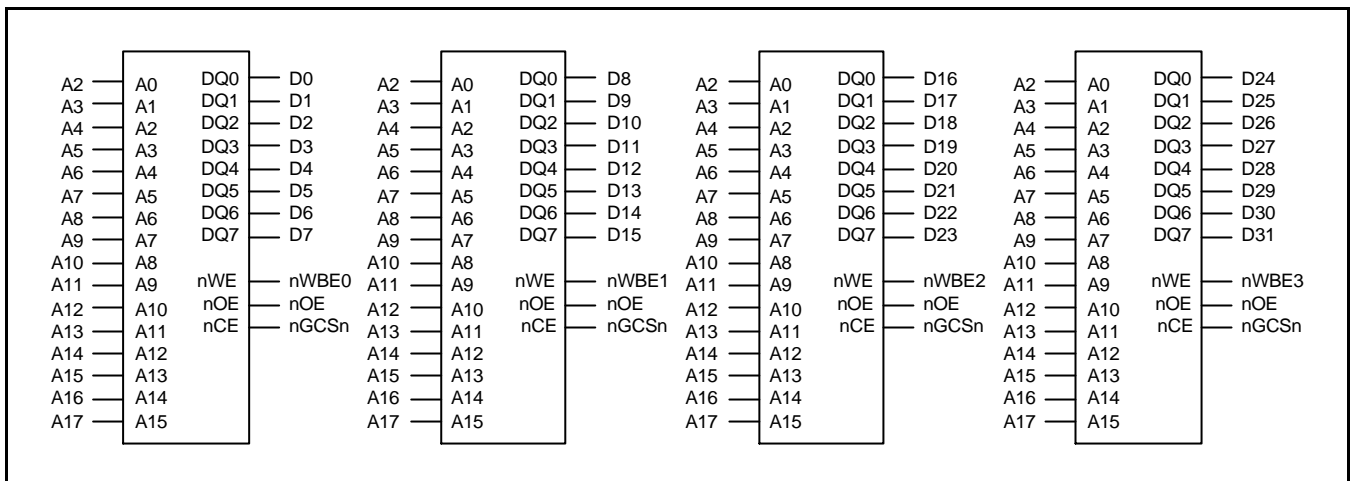 A2 A0 DQ0 D0 A2 A0 DQ0 D8 A2 A0 DQ0 D16 A2 A0 DQ0 D24
A3 A1 DQ1 D1 A3 A1 DQ1 D9 A3 A1 DQ1 D17 A3 A1 DQ1 D25
A4 A2 DQ2 D2 A4 A2 DQ2 D10 A4 A2 DQ2 D18 A4 A2 DQ2 D26
A5 A3 DQ3 D3 A5 A3 DQ3 D11 A5 A3 DQ3 D19 A5 A3 DQ3 D27
A6 A4 DQ4 D4 A6 A4 DQ4 D12 A6 A4 DQ4 D20 A6 A4 DQ4 D28
A7 A5 DQ5 D5 A7 A5 DQ5 D13 A7 A5 DQ5 D21 A7 A5 DQ5 D29
A8 A6 DQ6 D6 A8 A6 DQ6 D14 A8 A6 DQ6 D22 A8 A6 DQ6 D30
A9 A7 DQ7 D7 A9 A7 DQ7 D15 A9 A7 DQ7 D23 A9 A7 DQ7 D31
A10 A8 A10 A8 A10 A8 A10 A8
A11 A9 nWE nWBE0 A11 A9 nWE nWBE1 A11 A9 nWE nWBE2 A11 A9 nWE nWBE3
A12 A10 nOE nOE A12 A10 nOE nOE A12 A10 nOE nOE A12 A10 nOE nOE
A13 A11 nCE nGCSn A13 A11 nCE nGCSn A13 A11 nCE nGCSn A13 A11 nCE nGCSn
A14 A12 A14 A12 A14 A12 A14 A12
A15 A13 A15 A13 A15 A13 A15 A13
A16 A14 A16 A14 A16 A14 A16 A14
A17 A15 A17 A15 A17 A15 A17 A15